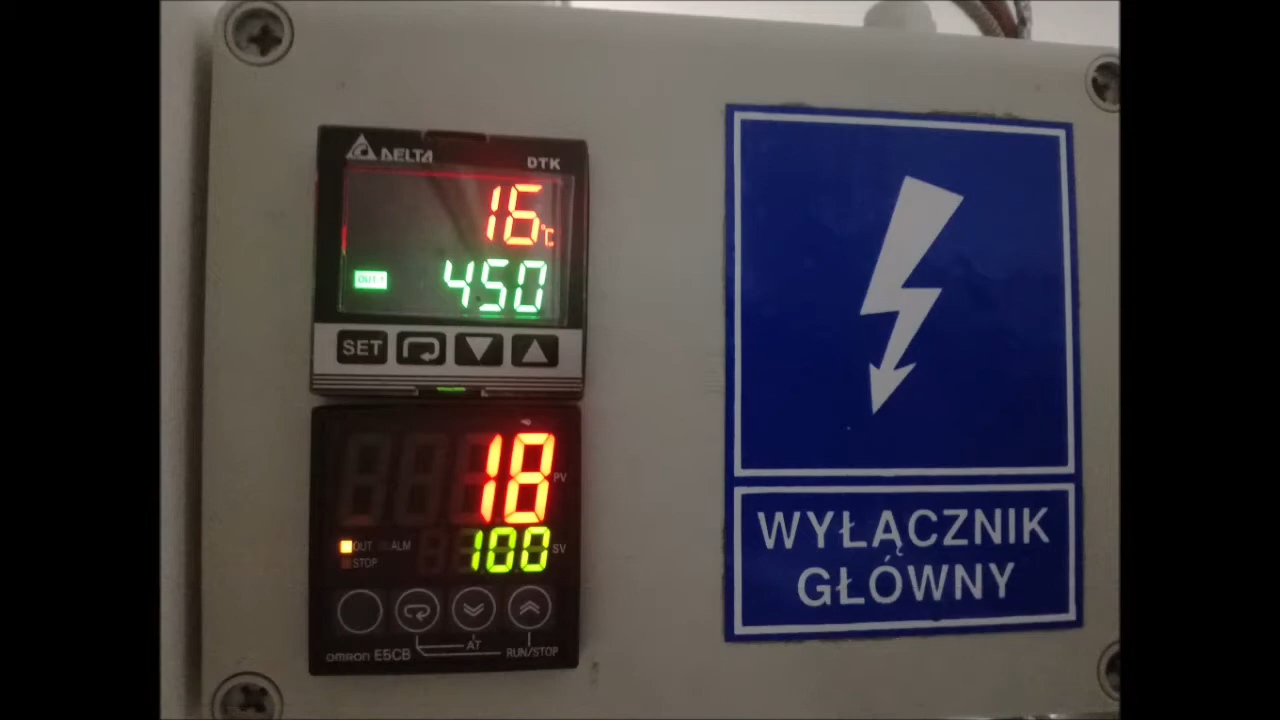 DELTA
DTK
16 °C
OUT1
450
SET
18
PV
OUT ALM
100
SV
STOP
AT
OMRON E5CB
RUN/STOP
WYŁĄCZNIK
GŁÓWNY